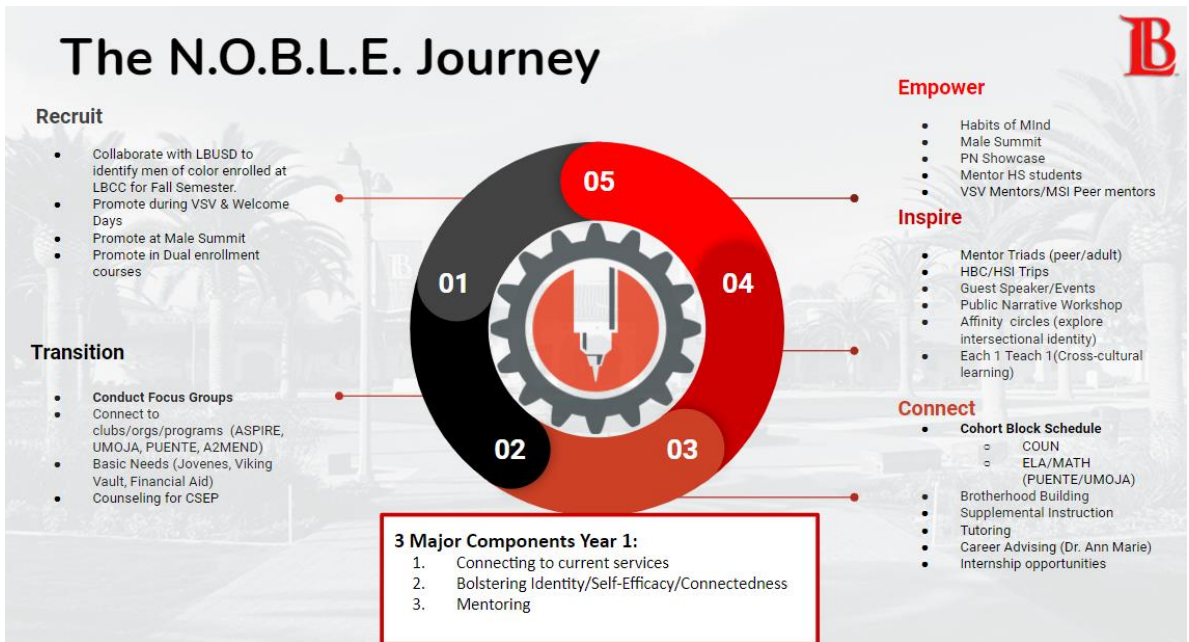 The N.O.B.L.E. Journey
LB
Recruit
• Collaborate with LBUSD to
identify men of color enrolled at
LBCC for Fall Semester.
• Promote during VSV & Welcome
Days
• Promote at Male Summit
• Promote in Dual enrollment
courses
Transition
• Conduct Focus Groups
• Connect to
clubs/orgs/programs (ASPIRE,
UMOJA, PUENTE, A2MEND)
• Basic Needs (Jovenes, Viking
Vault, Financial Aid)
• Counseling for CSEP
01
02
03
04
05
Empower
• Habits of MInd
• Male Summit
• PN Showcase
• Mentor HS students
• VSV Mentors/MSI Peer mentors
Inspire
• Mentor Triads (peer/adult)
• HBC/HSI Trips
• Guest Speaker/Events
• Public Narrative Workshop
• Affinity circles (explore
intersectional identity)
• Each 1 Teach 1(Cross-cultural
learning)
Connect
• Cohort Block Schedule
○ COUN
○ ELA/MATH
(PUENTE/UMOJA)
• Brotherhood Building
• Supplemental Instruction
• Tutoring
• Career Advising (Dr. Ann Marie)
• Internship opportunities
3 Major Components Year 1:
1. Connecting to current services
2. Bolstering Identity/Self-Efficacy/Connectedness
3. Mentoring